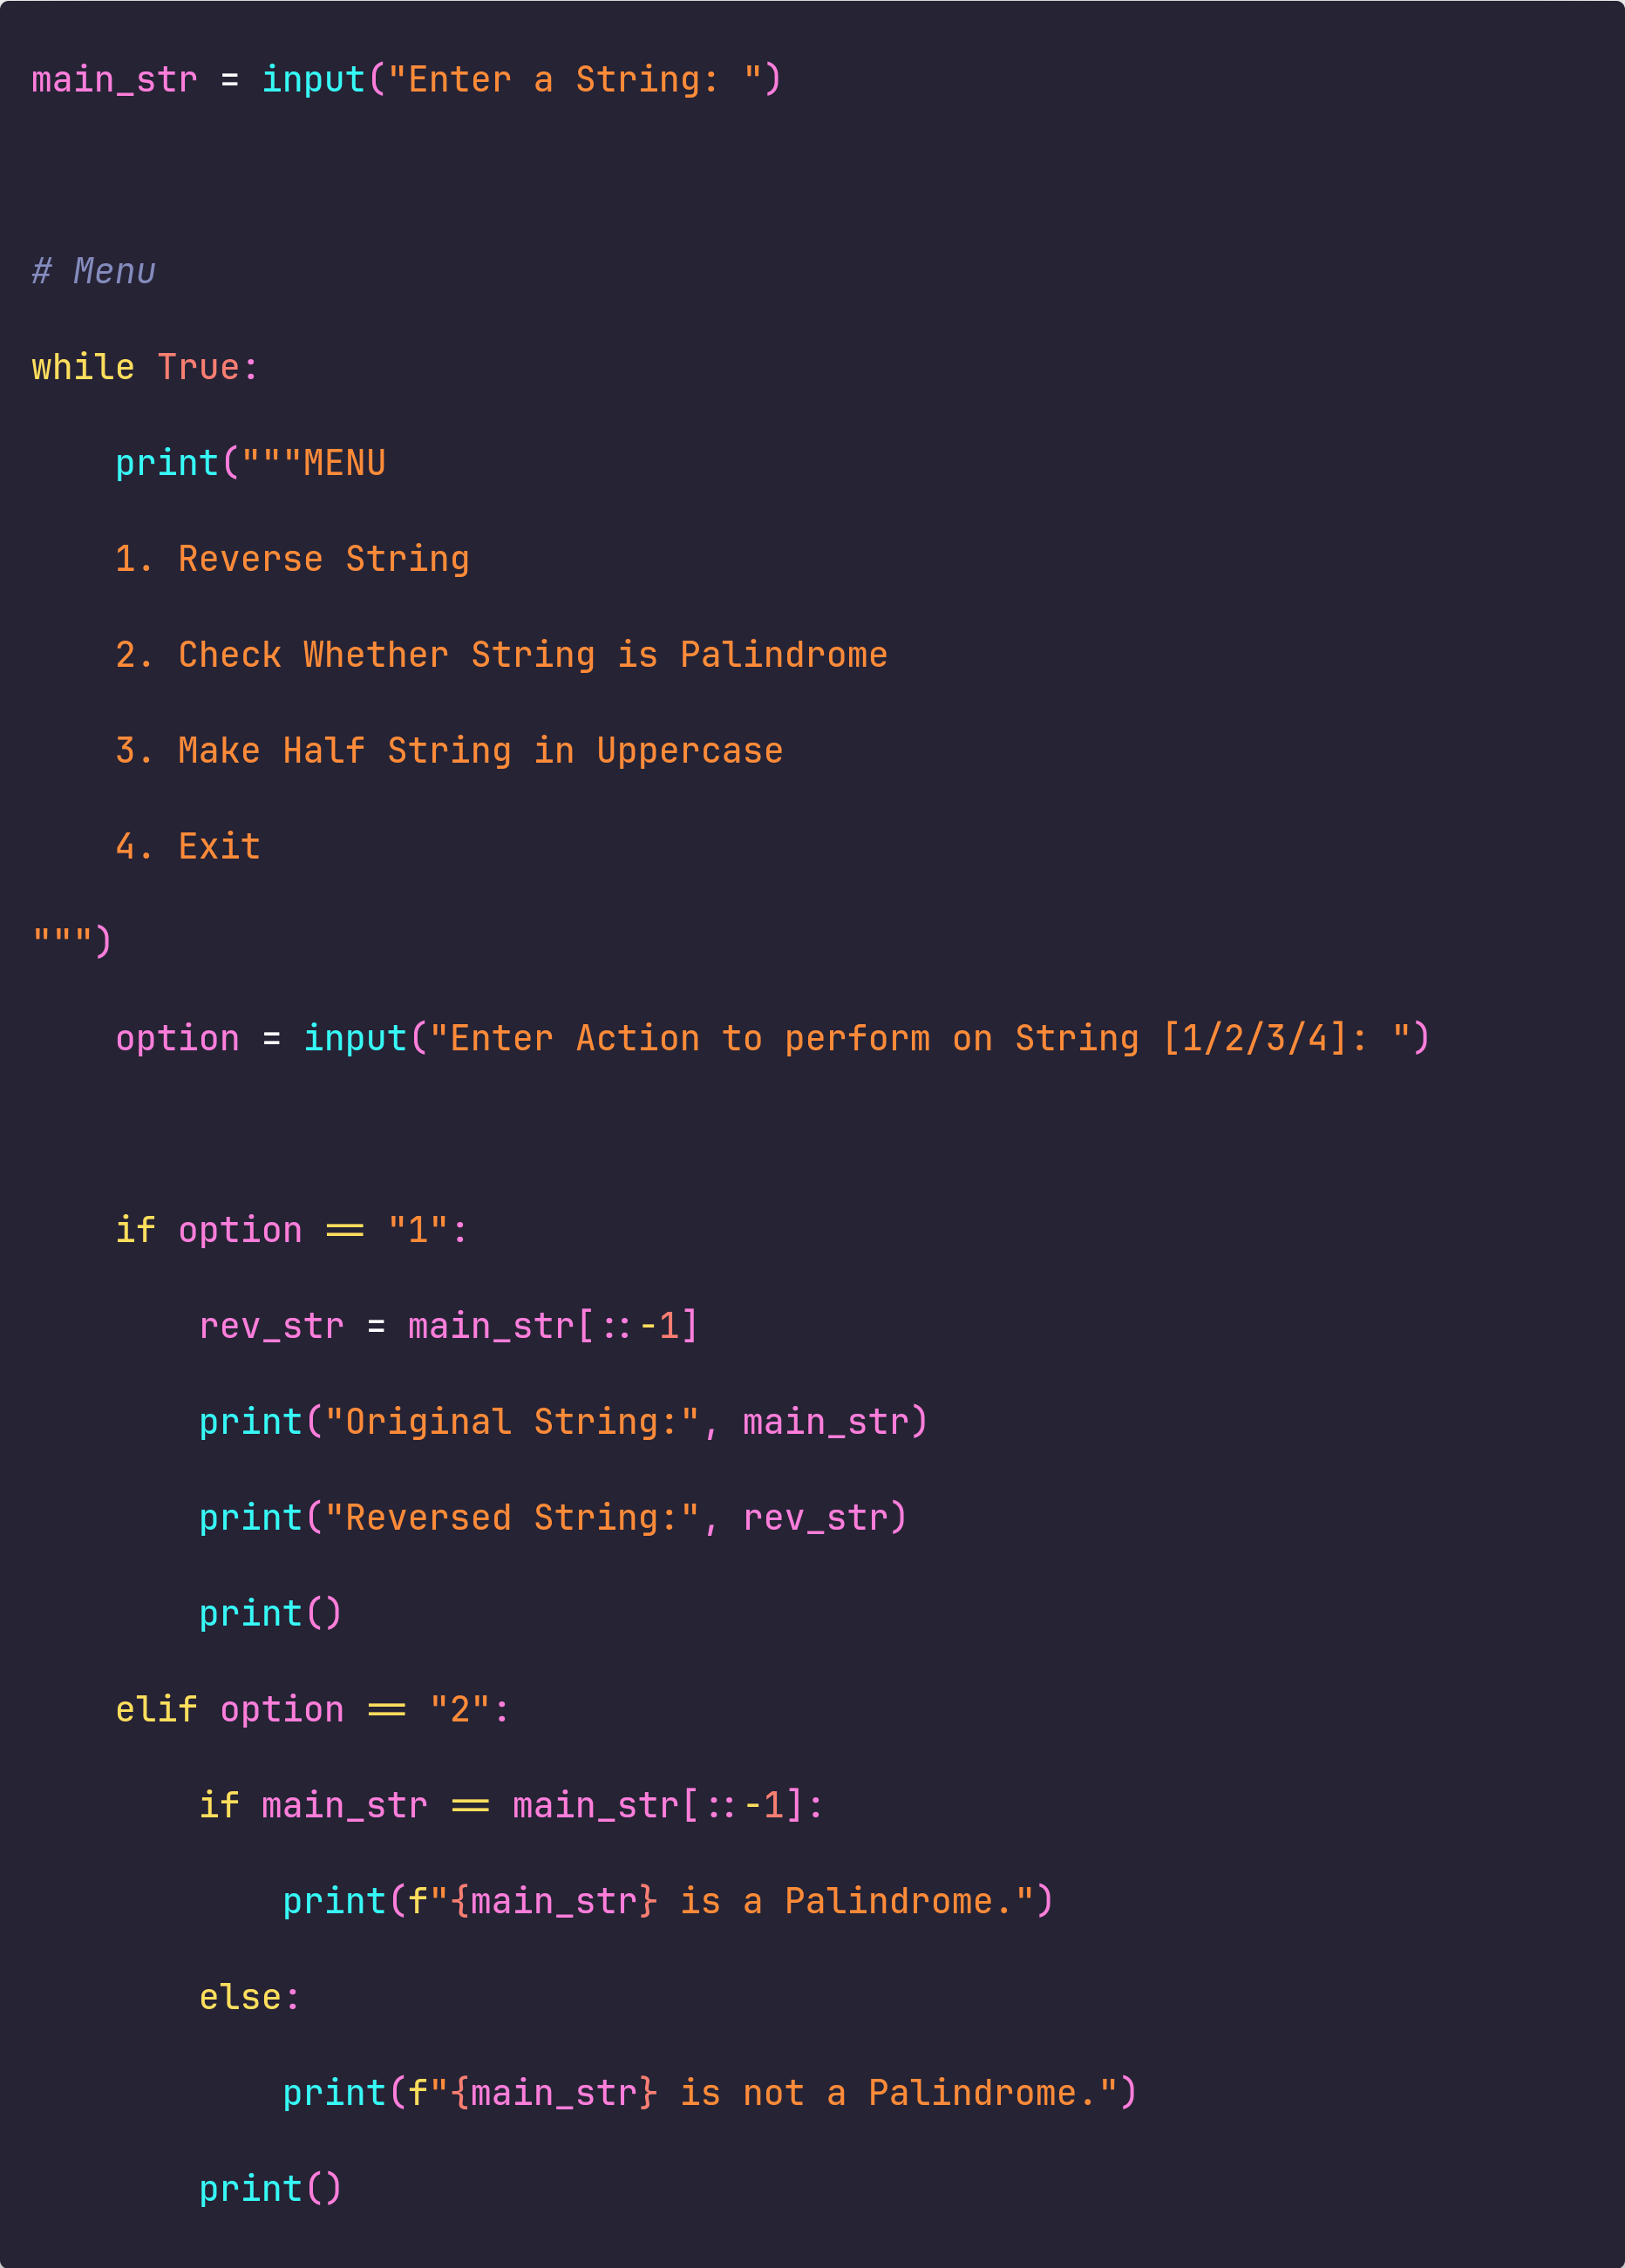 main_str = input("Enter a String: ")
# Menu
while True:
    print("""MENU
    1. Reverse String
    2. Check Whether String is Palindrome
    3. Make Half String in Uppercase
    4. Exit
""")
    option = input("Enter Action to perform on String [1/2/3/4]: ")
    if option == "1":
        rev_str = main_str[::-1]
        print("Original String:", main_str)
        print("Reversed String:", rev_str)
        print()
    elif option == "2":
        if main_str == main_str[::-1]:
            print(f"{main_str} is a Palindrome.")
        else:
            print(f"{main_str} is not a Palindrome.")
        print()